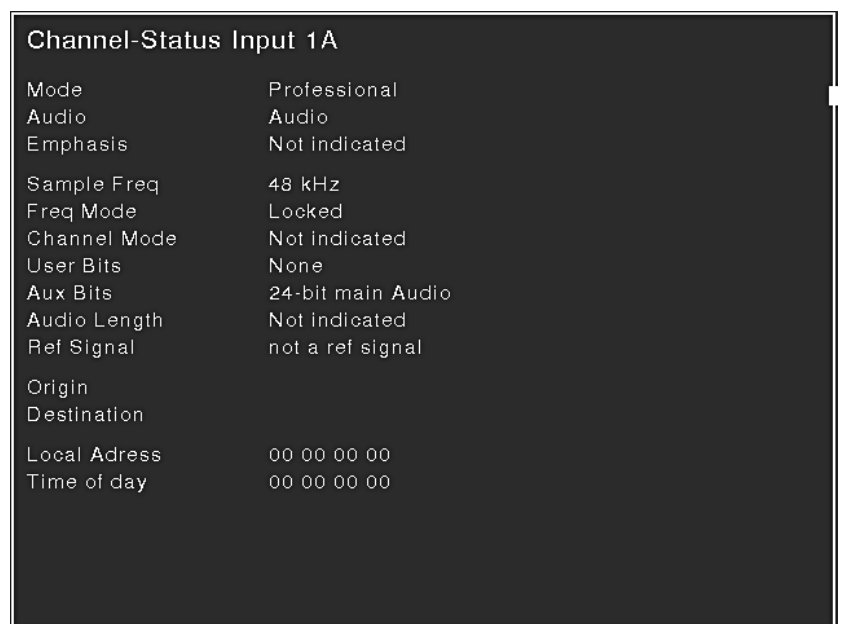 Channel-Status Input 1A
Mode Professional
Audio Audio
Emphasis Not indicated
Sample Freq 48 kHz
Freq Mode Locked
Channel Mode Not indicated
User Bits None
Aux Bits 24-bit main Audio
Audio Length Not indicated
Ref Signal not a ref signal
Origin
Destination
Local Adress 00 00 00 00
Time of day 00 00 00 00